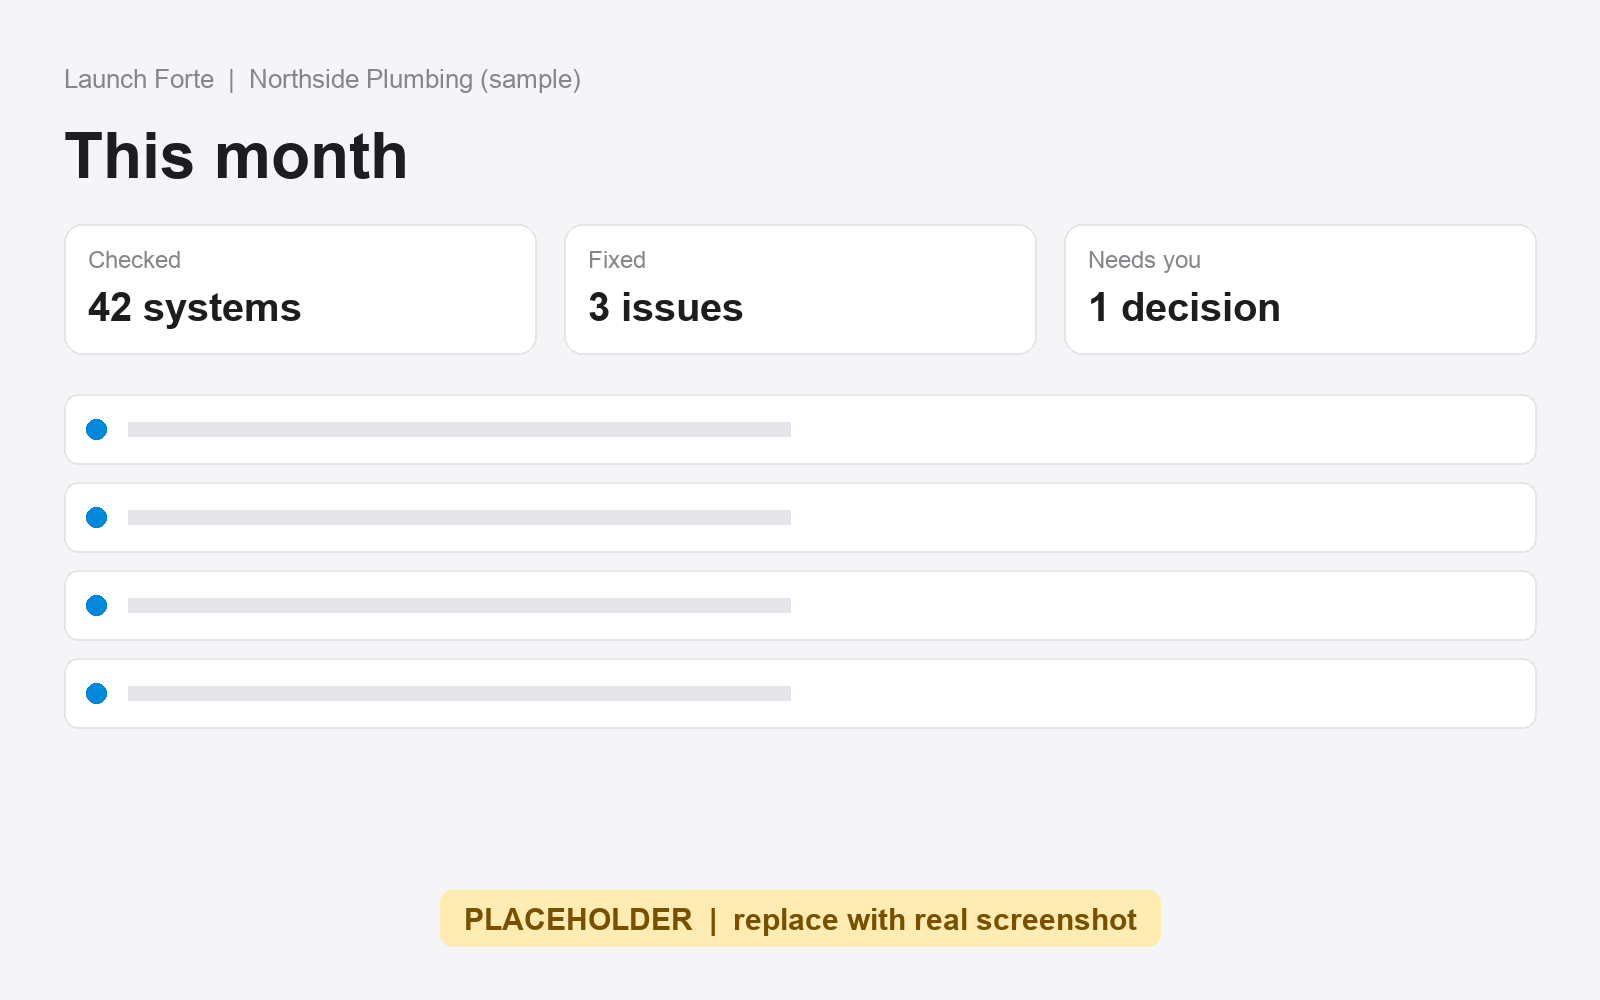 Launch Forte | Northside Plumbing (sample)
This month
Checked
42 systems
Fixed
3 issues
Needs you
1 decision
PLACEHOLDER | replace with real screenshot